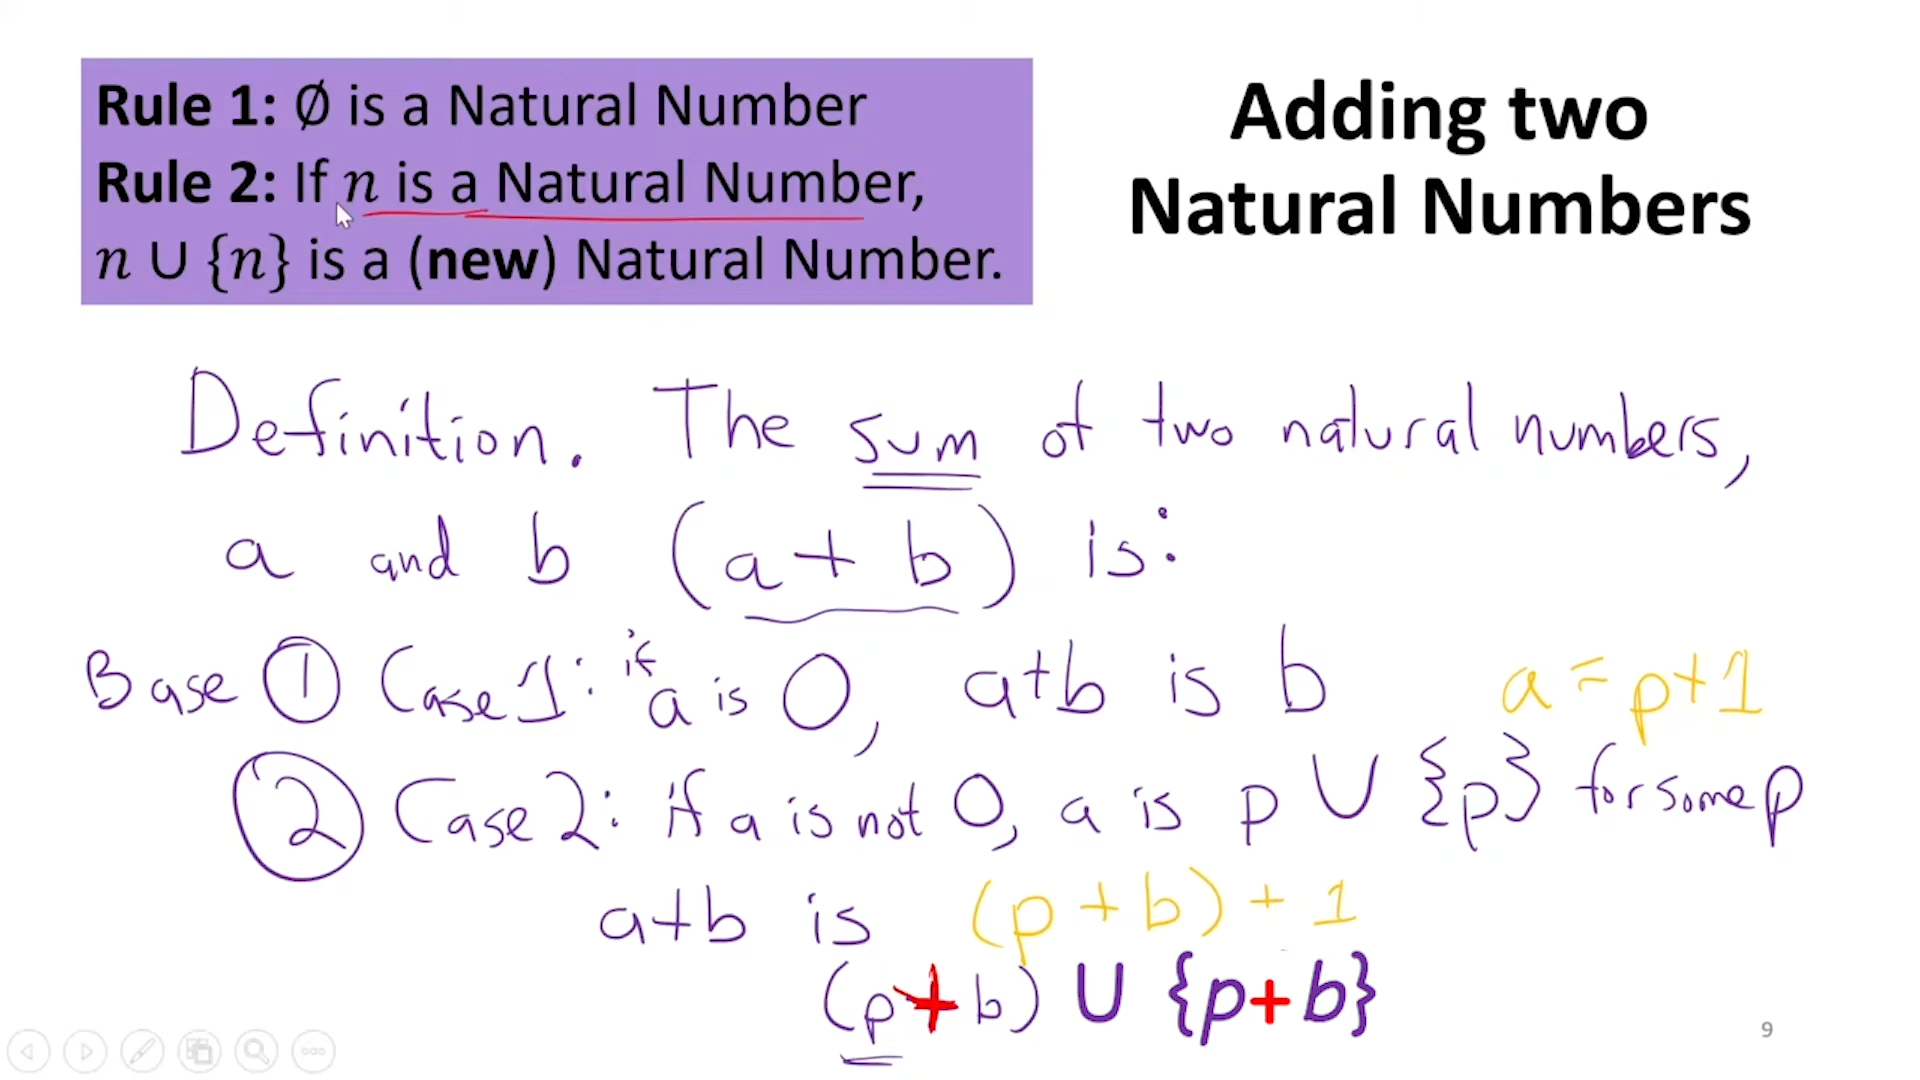 Rule 1: Ø is a Natural Number
Rule 2: If n is a Natural Number,
n ∪ {n} is a (new) Natural Number.
Adding two
Natural Numbers
Definition. The sum of two natural numbers,
a and b (a + b) is:
Base ① Case 1: if a is 0, a+b is b
a = p+1
② Case 2: if a is not 0, a is p ∪ {p} for some p
a+b is (p + b) + 1
(p + b) ∪ {p + b}
9